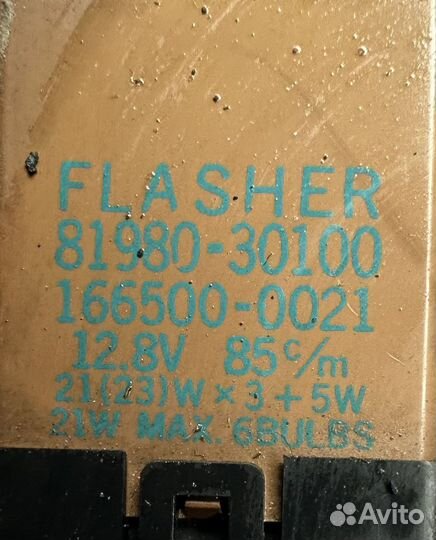 FLASHER
81980-30100
166500-0021
12.8V 85c/m
21(23)W x 3 + 5W
21W MAX. 6BULBS
Avito